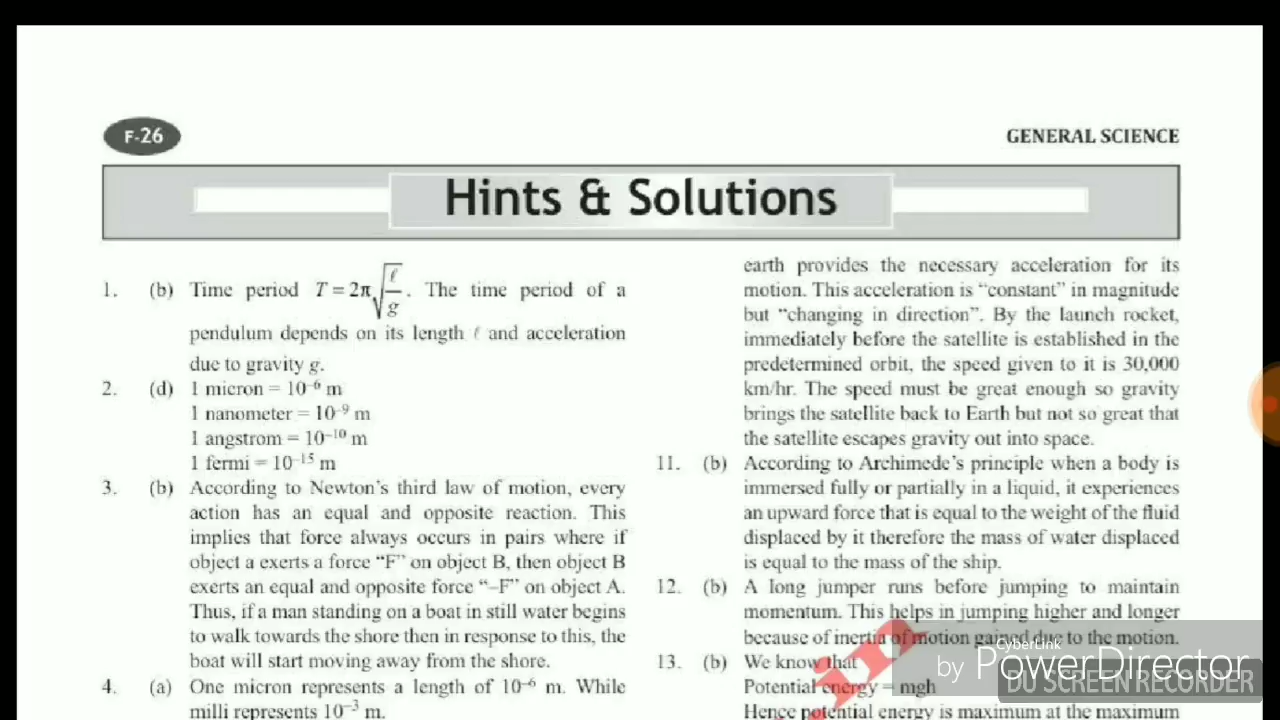 F-26
GENERAL SCIENCE
Hints & Solutions
1. (b) Time period T = 2π√(ℓ/g). The time period of a
pendulum depends on its length ℓ and acceleration
due to gravity g.
2. (d) 1 micron = 10⁻⁶ m
1 nanometer = 10⁻⁹ m
1 angstrom = 10⁻¹⁰ m
1 fermi = 10⁻¹⁵ m
3. (b) According to Newton's third law of motion, every
action has an equal and opposite reaction. This
implies that force always occurs in pairs where if
object a exerts a force “F” on object B, then object B
exerts an equal and opposite force “–F” on object A.
Thus, if a man standing on a boat in still water begins
to walk towards the shore then in response to this, the
boat will start moving away from the shore.
4. (a) One micron represents a length of 10⁻⁶ m. While
milli represents 10⁻³ m.
earth provides the necessary acceleration for its
motion. This acceleration is “constant” in magnitude
but “changing in direction”. By the launch rocket,
immediately before the satellite is established in the
predetermined orbit, the speed given to it is 30,000
km/hr. The speed must be great enough so gravity
brings the satellite back to Earth but not so great that
the satellite escapes gravity out into space.
11. (b) According to Archimede's principle when a body is
immersed fully or partially in a liquid, it experiences
an upward force that is equal to the weight of the fluid
displaced by it therefore the mass of water displaced
is equal to the mass of the ship.
12. (b) A long jumper runs before jumping to maintain
momentum. This helps in jumping higher and longer
because of inertia of motion gained due to the motion.
13. (b) We know that
Potential energy = mgh
Hence potential energy is maximum at the maximum
in
CyberLink
by PowerDirector
DU SCREEN RECORDER